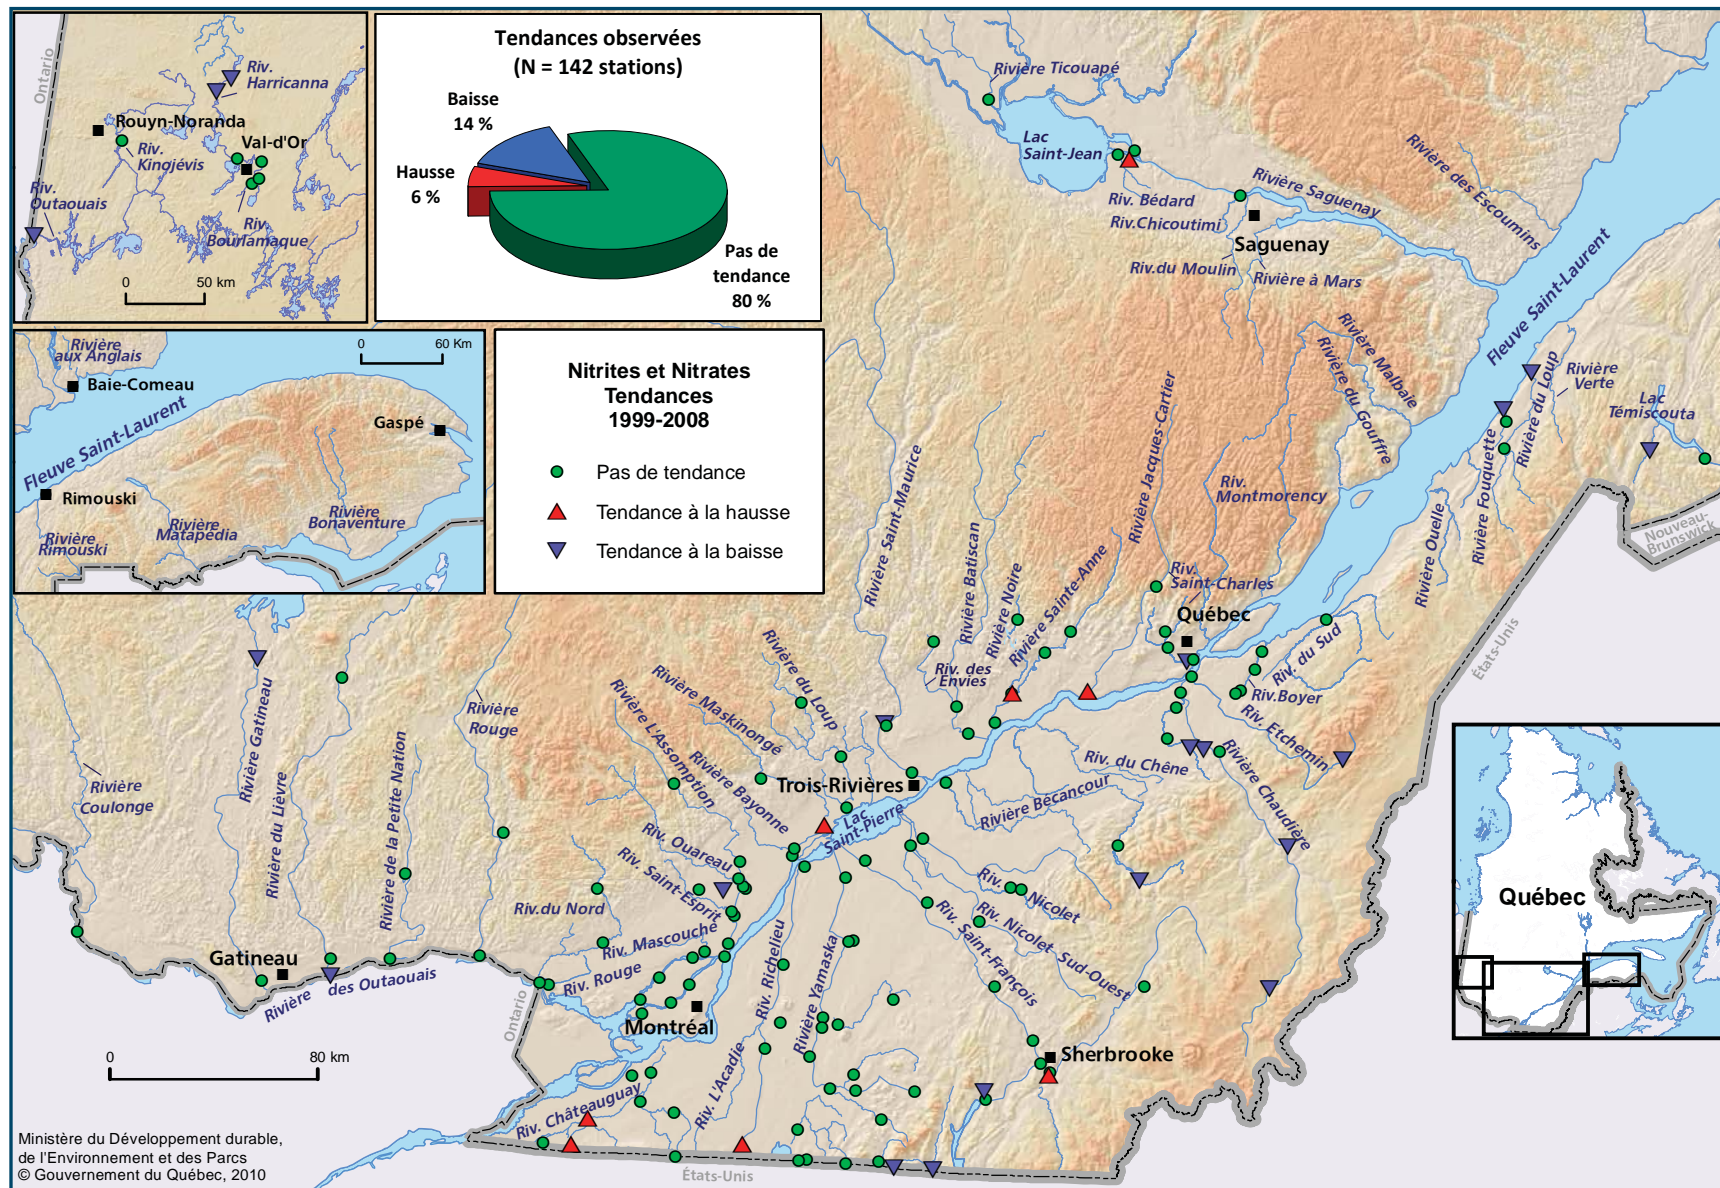 Ontario
Riv.
Harricanna
Rouyn-Noranda
Val-d'Or
Riv.
Kinojévis
Riv.
Outaouais
Riv.
Bourlamaque
0 50 km
Tendances observées
(N = 142 stations)
Baisse
14 %
Hausse
6 %
Pas de
tendance
80 %
Rivière
aux Anglais
0 60 Km
Baie-Comeau
Gaspé
Fleuve Saint-Laurent
Rimouski
Rivière
Rimouski
Rivière
Matapédia
Rivière
Bonaventure
Nitrites et Nitrates
Tendances
1999-2008
Pas de tendance
Tendance à la hausse
Tendance à la baisse
Rivière Ticouapé
Lac
Saint-Jean
Riv. Bédard
Riv.Chicoutimi
Rivière Saguenay
Rivière des Escoumins
Saguenay
Riv.du Moulin
Rivière à Mars
Fleuve Saint-Laurent
Rivière Malbaie
Rivière du Gouffre
Rivière du Loup
Rivière
Verte
Lac
Témiscouta
Rivière Fouquette
Rivière Ouelle
Nouveau-
Brunswick
États-Unis
Rivière Saint-Maurice
Rivière Batiscan
Rivière Noire
Rivière Sainte-Anne
Rivière Jacques-Cartier
Riv.
Montmorency
Riv.
Saint-Charles
Québec
Riv. des
Envies
Riv. du Sud
Riv.Boyer
Riv. Etchemin
Rivière Chaudière
Riv. du Chêne
Rivière Bécancour
Rivière du Loup
Rivière Maskinongé
Rivière L'Assomption
Rivière Bayonne
Trois-Rivières
Lac
Saint-Pierre
Rivière
Rouge
Rivière
Coulonge
Rivière Gatineau
Rivière du Lièvre
Rivière de la Petite Nation
Riv. Ouareau
Riv. Saint-Esprit
Riv.du Nord
Riv. Mascouche
Riv. Rouge
Gatineau
Rivière des Outaouais
Ontario
Montréal
Riv. Richelieu
Rivière Yamaska
Riv. L'Acadie
Riv. Châteauguay
Riv. Nicolet
Riv. Nicolet Sud-Ouest
Riv. Saint-François
Sherbrooke
États-Unis
0 80 km
Québec
Ministère du Développement durable,
de l'Environnement et des Parcs
© Gouvernement du Québec, 2010